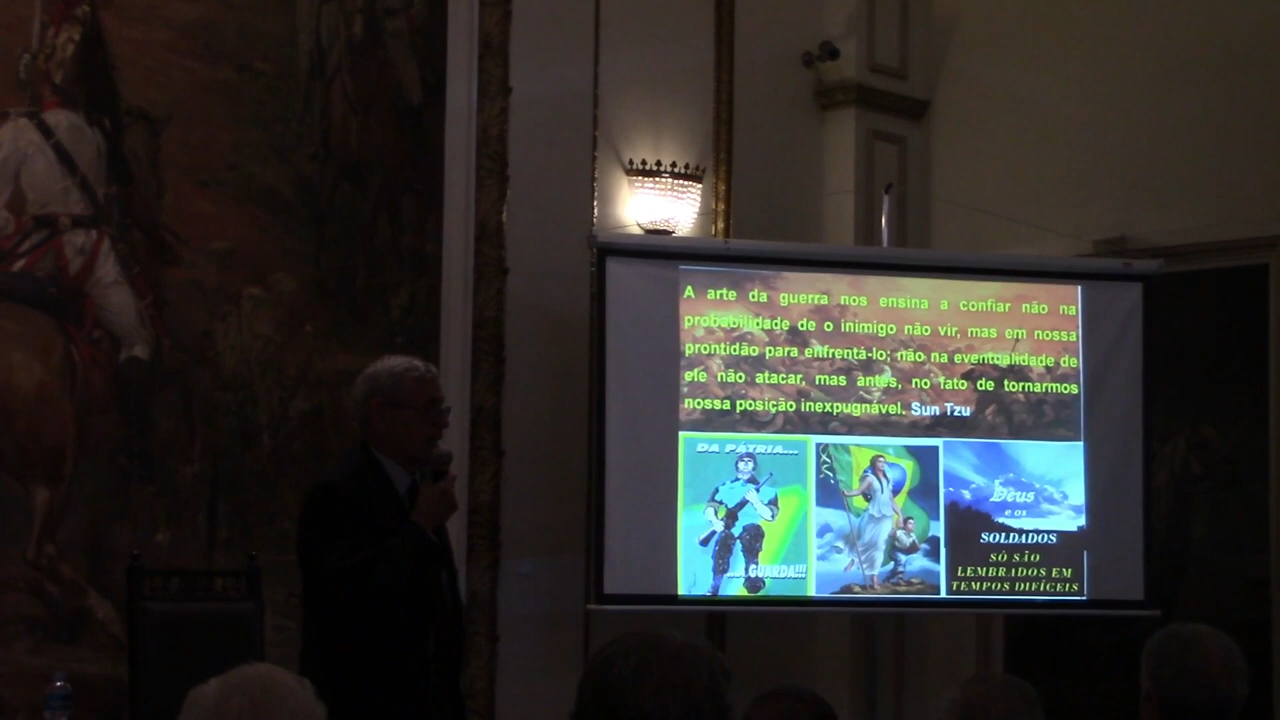 A arte da guerra nos ensina a confiar não na
probabilidade de o inimigo não vir, mas em nossa
prontidão para enfrentá-lo; não na eventualidade de
ele não atacar, mas antes, no fato de tornarmos
nossa posição inexpugnável. Sun Tzu
DA PÁTRIA...
A GUARDA!!!
Deus
e os
SOLDADOS
SÓ SÃO
LEMBRADOS EM
TEMPOS DIFÍCEIS